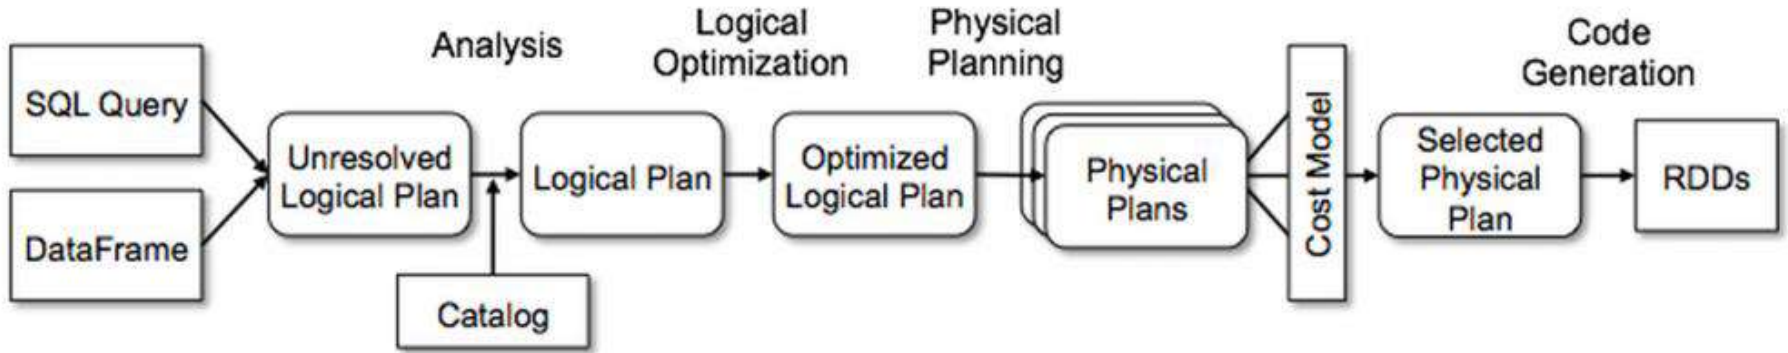 Analysis
Logical
Optimization
Physical
Planning
Code
Generation
SQL Query
DataFrame
Unresolved
Logical Plan
Catalog
Logical Plan
Optimized
Logical Plan
Physical
Plans
Cost Model
Selected
Physical
Plan
RDDs